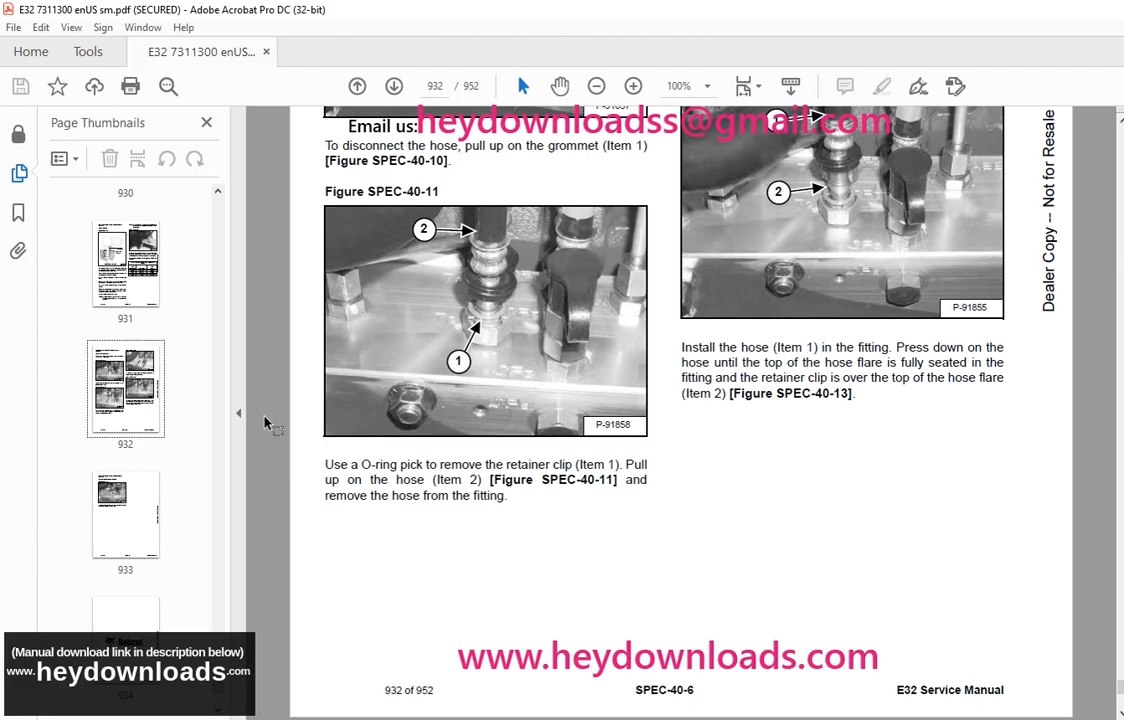 E32 7311300 enUS sm.pdf (SECURED) - Adobe Acrobat Pro DC (32-bit)
File Edit View Sign Window Help
Home Tools E32 7311300 enUS... ×
932 / 952 100%
Page Thumbnails
930
931
932
933
934
Email us: heydownloadss@gmail.com
To disconnect the hose, pull up on the grommet (Item 1)
[Figure SPEC-40-10].
Figure SPEC-40-11
2
1
P-91858
Use a O-ring pick to remove the retainer clip (Item 1). Pull
up on the hose (Item 2) [Figure SPEC-40-11] and
remove the hose from the fitting.
2
P-91855
Install the hose (Item 1) in the fitting. Press down on the
hose until the top of the hose flare is fully seated in the
fitting and the retainer clip is over the top of the hose flare
(Item 2) [Figure SPEC-40-13].
Dealer Copy -- Not for Resale
www.heydownloads.com
932 of 952 SPEC-40-6 E32 Service Manual
(Manual download link in description below)
www.heydownloads.com